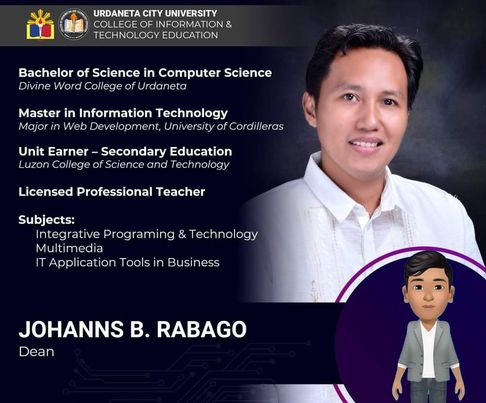 URDANETA CITY UNIVERSITY
COLLEGE OF INFORMATION &
TECHNOLOGY EDUCATION
Bachelor of Science in Computer Science
Divine Word College of Urdaneta
Master in Information Technology
Major in Web Development, University of Cordilleras
Unit Earner – Secondary Education
Luzon College of Science and Technology
Licensed Professional Teacher
Subjects:
Integrative Programing & Technology
Multimedia
IT Application Tools in Business
JOHANNS B. RABAGO
Dean